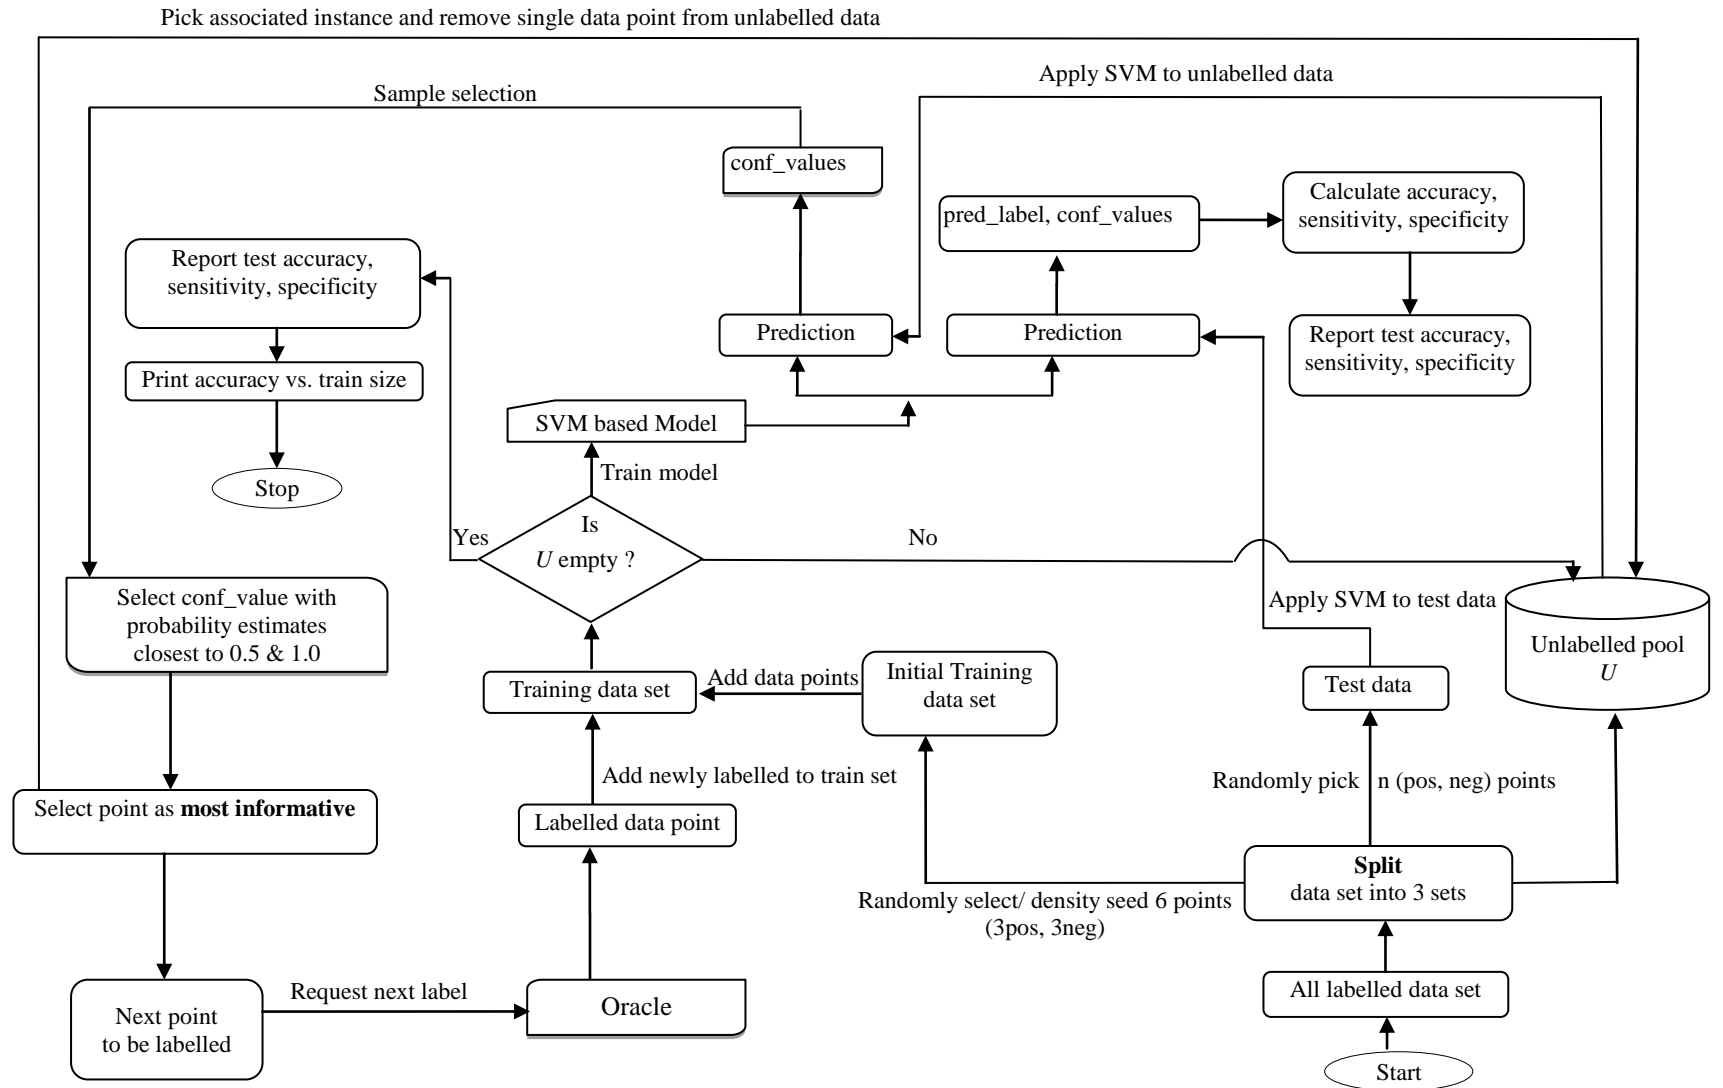 Pick associated instance and remove single data point from unlabelled data
Apply SVM to unlabelled data
Sample selection
conf_values
pred_label, conf_values
Calculate accuracy,
sensitivity, specificity
Report test accuracy,
sensitivity, specificity
Prediction
Prediction
Report test accuracy,
sensitivity, specificity
Print accuracy vs. train size
SVM based Model
Train model
Stop
Is
U empty ?
Yes
No
Select conf_value with
probability estimates
closest to 0.5 & 1.0
Apply SVM to test data
Unlabelled pool
U
Training data set
Add data points
Initial Training
data set
Test data
Add newly labelled to train set
Randomly pick n (pos, neg) points
Select point as most informative
Labelled data point
Split
data set into 3 sets
Randomly select/ density seed 6 points
(3pos, 3neg)
Next point
to be labelled
Request next label
Oracle
All labelled data set
Start